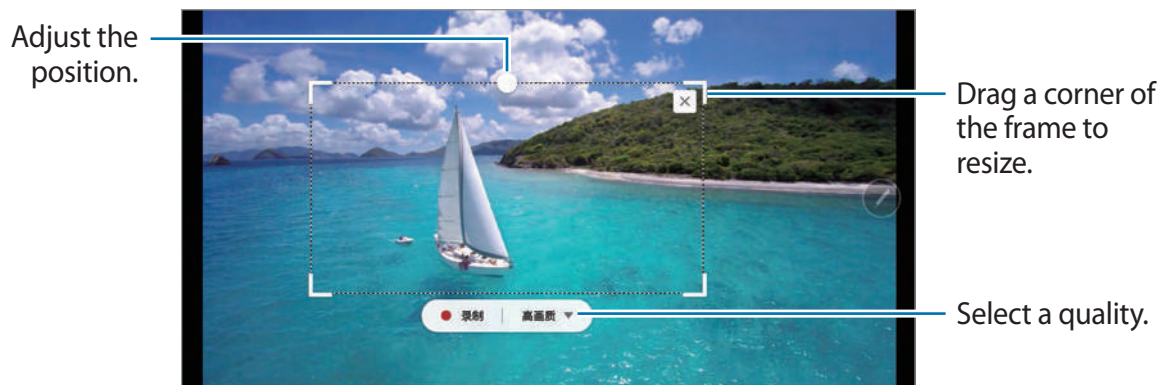 Adjust the
position.
Drag a corner of
the frame to
resize.
录制
高画质
Select a quality.